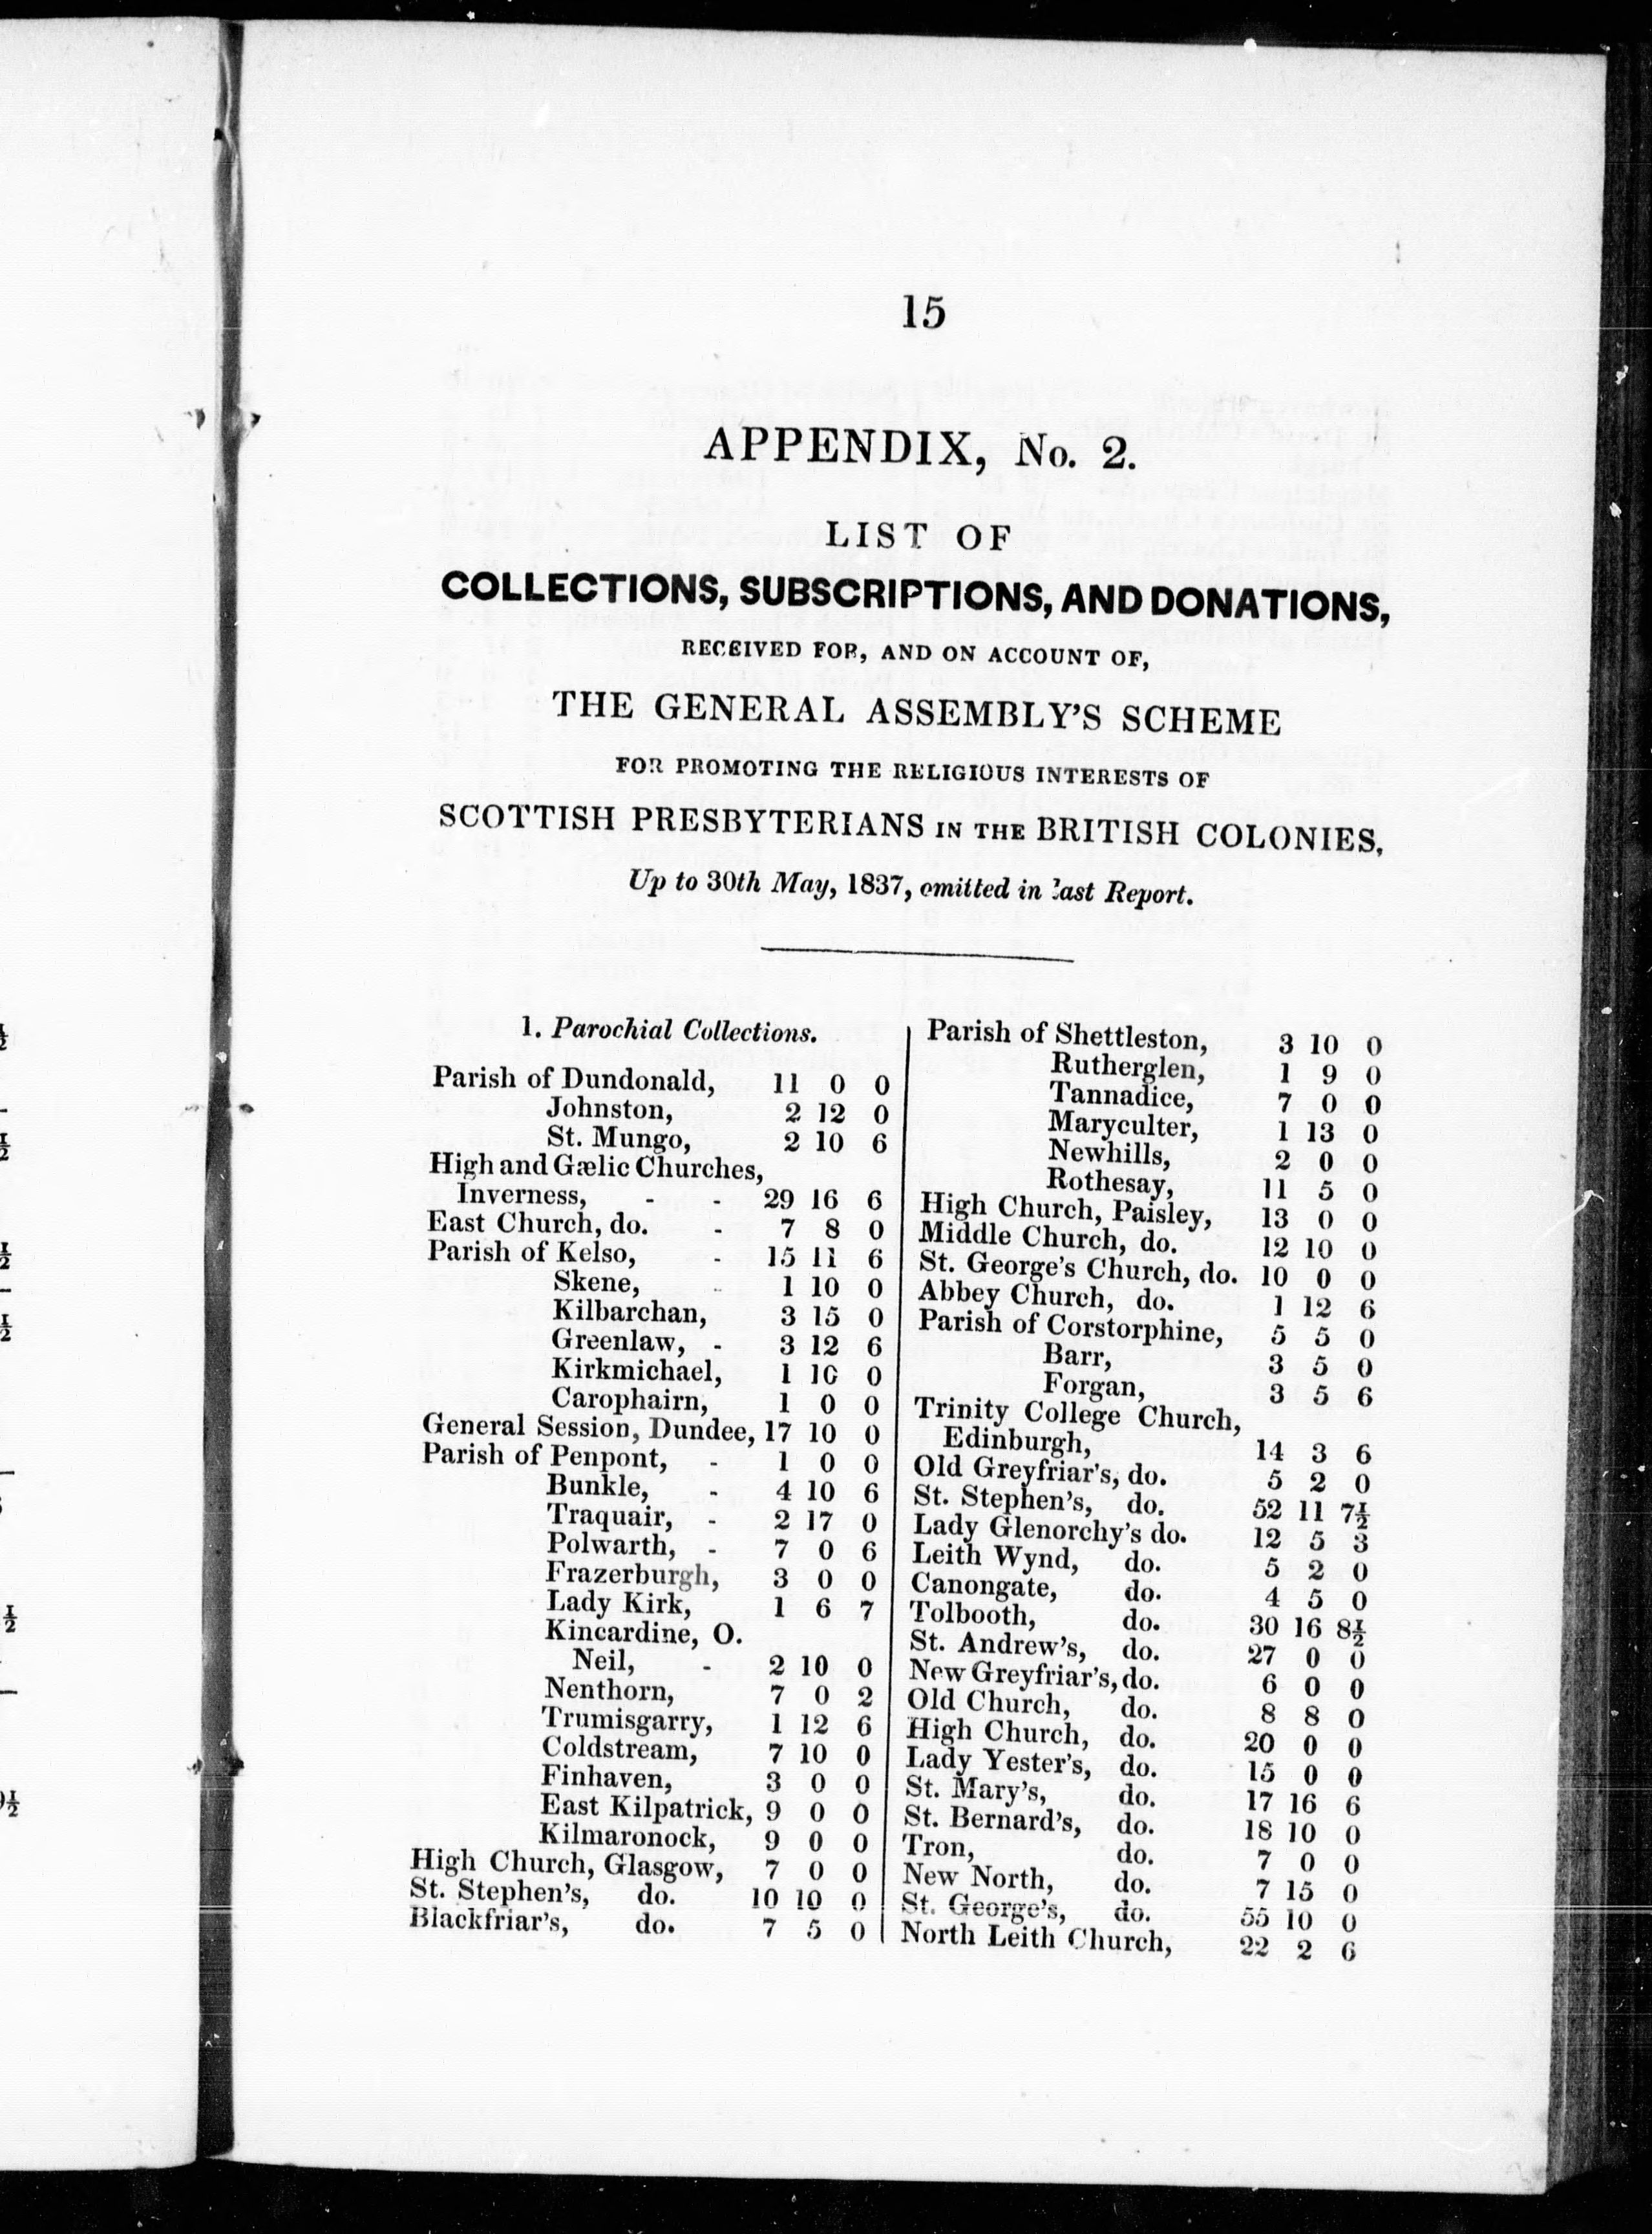 15
APPENDIX, No. 2.
LIST OF
COLLECTIONS, SUBSCRIPTIONS, AND DONATIONS,
RECEIVED FOR, AND ON ACCOUNT OF,
THE GENERAL ASSEMBLY'S SCHEME
FOR PROMOTING THE RELIGIOUS INTERESTS OF
SCOTTISH PRESBYTERIANS IN THE BRITISH COLONIES,
Up to 30th May, 1837, omitted in last Report.
1. Parochial Collections.
Parish of Dundonald, 11 0 0
Johnston, 2 12 0
St. Mungo, 2 10 6
High and Gælic Churches,
Inverness, - - 29 16 6
East Church, do. - 7 8 0
Parish of Kelso, - 15 11 6
Skene, - 1 10 0
Kilbarchan, 3 15 0
Greenlaw, - 3 12 6
Kirkmichael, 1 10 0
Carophairn, 1 0 0
General Session, Dundee, 17 10 0
Parish of Penpont, - 1 0 0
Bunkle, - 4 10 6
Traquair, - 2 17 0
Polwarth, - 7 0 6
Frazerburgh, 3 0 0
Lady Kirk, 1 6 7
Kincardine, O.
Neil, - 2 10 0
Nenthorn, 7 0 2
Trumisgarry, 1 12 6
Coldstream, 7 10 0
Finhaven, 3 0 0
East Kilpatrick, 9 0 0
Kilmaronock, 9 0 0
High Church, Glasgow, 7 0 0
St. Stephen's, do. 10 10 0
Blackfriar's, do. 7 5 0
Parish of Shettleston, 3 10 0
Rutherglen, 1 9 0
Tannadice, 7 0 0
Maryculter, 1 13 0
Newhills, 2 0 0
Rothesay, 11 5 0
High Church, Paisley, 13 0 0
Middle Church, do. 12 10 0
St. George's Church, do. 10 0 0
Abbey Church, do. 1 12 6
Parish of Corstorphine, 5 5 0
Barr, 3 5 0
Forgan, 3 5 6
Trinity College Church,
Edinburgh, 14 3 6
Old Greyfriar's, do. 5 2 0
St. Stephen's, do. 52 11 7½
Lady Glenorchy's do. 12 5 3
Leith Wynd, do. 5 2 0
Canongate, do. 4 5 0
Tolbooth, do. 30 16 8½
St. Andrew's, do. 27 0 0
New Greyfriar's, do. 6 0 0
Old Church, do. 8 8 0
High Church, do. 20 0 0
Lady Yester's, do. 15 0 0
St. Mary's, do. 17 16 6
St. Bernard's, do. 18 10 0
Tron, do. 7 0 0
New North, do. 7 15 0
St. George's, do. 55 10 0
North Leith Church, 22 2 6